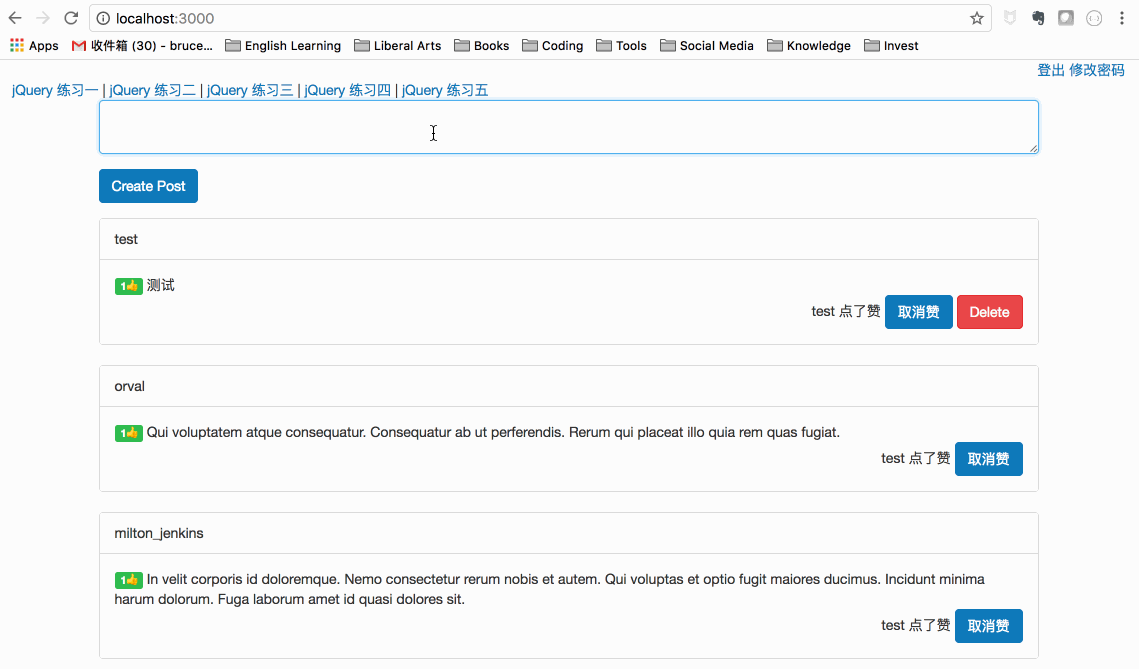 localhost:3000
Apps 收件箱 (30) - bruce... English Learning Liberal Arts Books Coding Tools Social Media Knowledge Invest
登出 修改密码
jQuery 练习一 | jQuery 练习二 | jQuery 练习三 | jQuery 练习四 | jQuery 练习五
Create Post
test
1👍 测试
test 点了赞 取消赞 Delete
orval
1👍 Qui voluptatem atque consequatur. Consequatur ab ut perferendis. Rerum qui placeat illo quia rem quas fugiat.
test 点了赞 取消赞
milton_jenkins
1👍 In velit corporis id doloremque. Nemo consectetur rerum nobis et autem. Qui voluptas et optio fugit maiores ducimus. Incidunt minima
harum dolorum. Fuga laborum amet id quasi dolores sit.
test 点了赞 取消赞